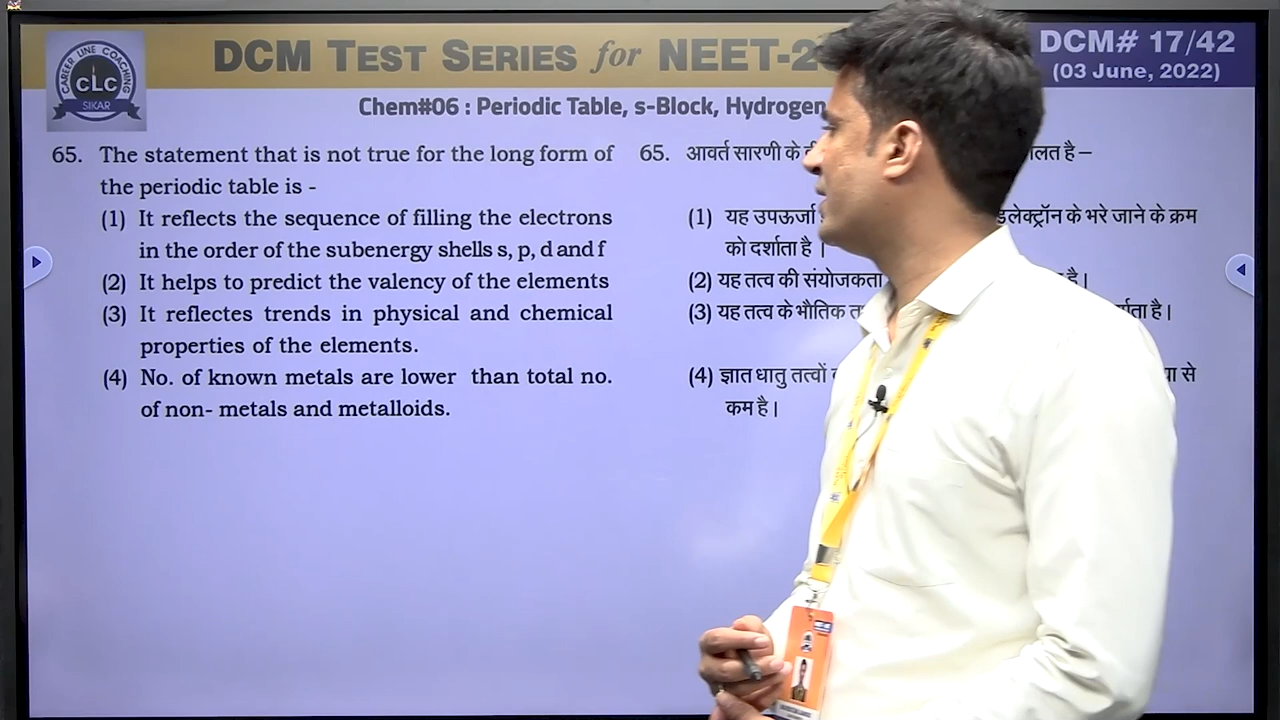 CAREER LINE COACHING
CLC
SIKAR
DCM TEST SERIES for NEET-2
DCM# 17/42
(03 June, 2022)
Chem#06 : Periodic Table, s-Block, Hydrogen
65. The statement that is not true for the long form of
the periodic table is -
(1) It reflects the sequence of filling the electrons
in the order of the subenergy shells s, p, d and f
(2) It helps to predict the valency of the elements
(3) It reflectes trends in physical and chemical
properties of the elements.
(4) No. of known metals are lower than total no.
of non- metals and metalloids.
65. आवर्त सारणी के है –
(1) यह उपऊर्जा के भरे जाने के क्रम
को दर्शाता है ।
(2) यह तत्व की संयोजकता है।
(3) यह तत्व के भौतिक है।
(4) ज्ञात धातु तत्वों से
कम है।